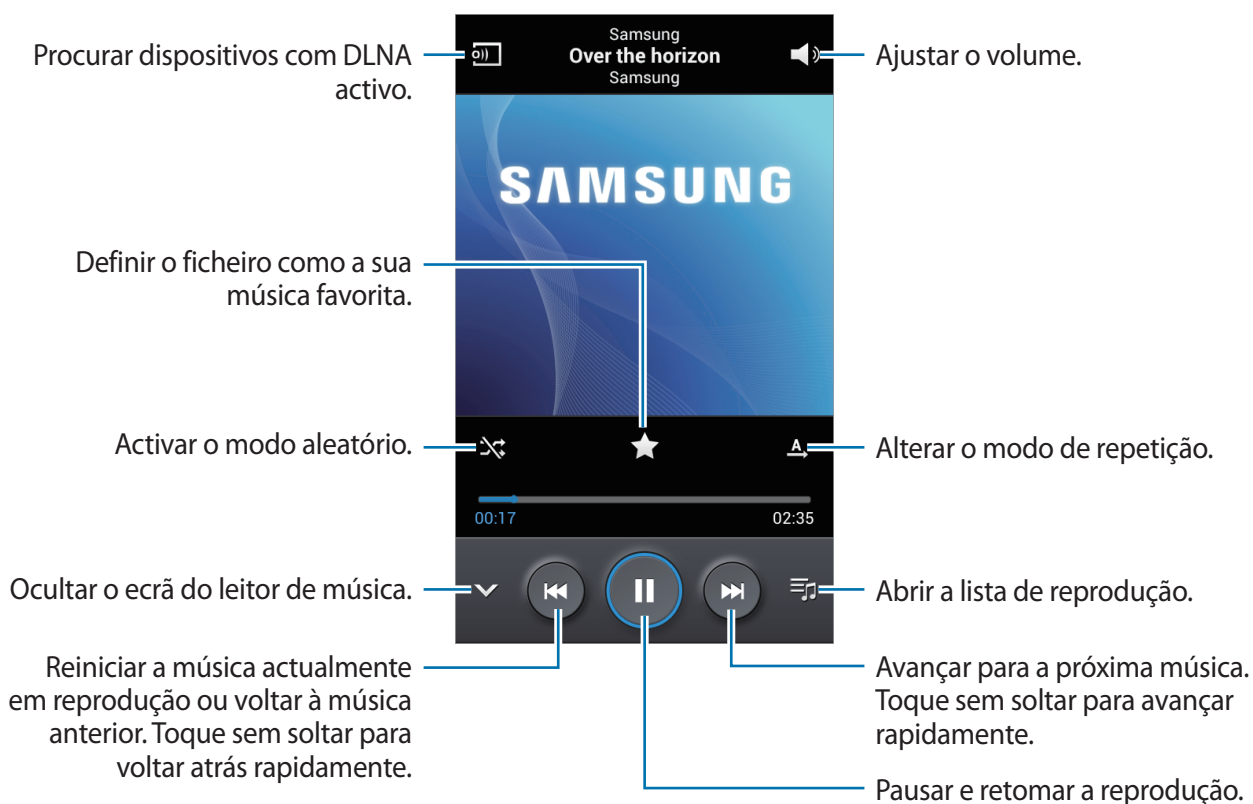 Procurar dispositivos com DLNA
activo.
Samsung
Over the horizon
Samsung
Ajustar o volume.
SAMSUNG
Definir o ficheiro como a sua
música favorita.
Activar o modo aleatório.
A
Alterar o modo de repetição.
00:17
02:35
Ocultar o ecrã do leitor de música.
Abrir a lista de reprodução.
Reiniciar a música actualmente
em reprodução ou voltar à música
anterior. Toque sem soltar para
voltar atrás rapidamente.
Avançar para a próxima música.
Toque sem soltar para avançar
rapidamente.
Pausar e retomar a reprodução.